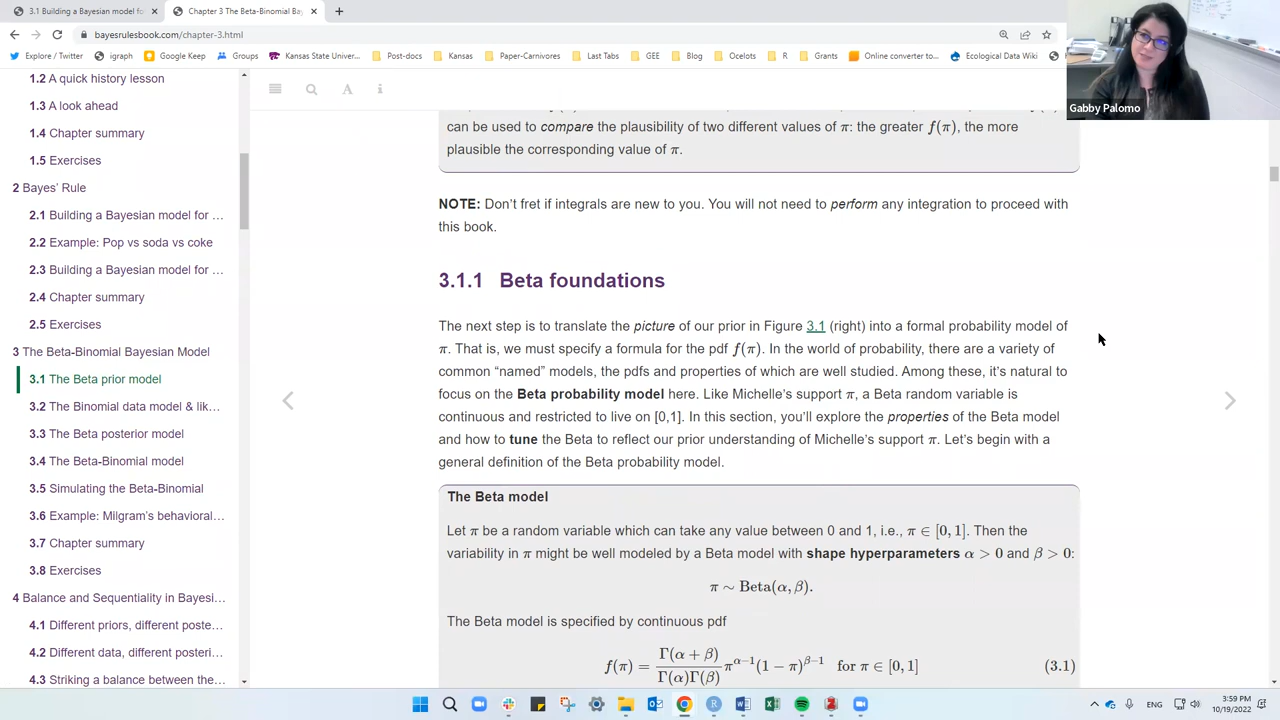 3.1 Building a Bayesian model fo
Chapter 3 The Beta-Binomial Bay
bayesrulesbook.com/chapter-3.html
Explore / Twitter
igraph
Google Keep
Groups
Kansas State Univer...
Post-docs
Kansas
Paper-Carnivores
Last Tabs
GEE
Blog
Ocelots
R
Grants
Online converter to...
Ecological Data Wiki
Gabby Palomo
1.2 A quick history lesson
1.3 A look ahead
1.4 Chapter summary
1.5 Exercises
2 Bayes' Rule
2.1 Building a Bayesian model for ...
2.2 Example: Pop vs soda vs coke
2.3 Building a Bayesian model for ...
2.4 Chapter summary
2.5 Exercises
3 The Beta-Binomial Bayesian Model
3.1 The Beta prior model
3.2 The Binomial data model & lik...
3.3 The Beta posterior model
3.4 The Beta-Binomial model
3.5 Simulating the Beta-Binomial
3.6 Example: Milgram's behavioral...
3.7 Chapter summary
3.8 Exercises
4 Balance and Sequentiality in Bayesi...
4.1 Different priors, different poste...
4.2 Different data, different posteri...
4.3 Striking a balance between the...
can be used to compare the plausibility of two different values of π: the greater f(π), the more
plausible the corresponding value of π.
NOTE: Don't fret if integrals are new to you. You will not need to perform any integration to proceed with
this book.
3.1.1 Beta foundations
The next step is to translate the picture of our prior in Figure 3.1 (right) into a formal probability model of
π. That is, we must specify a formula for the pdf f(π). In the world of probability, there are a variety of
common “named” models, the pdfs and properties of which are well studied. Among these, it's natural to
focus on the Beta probability model here. Like Michelle's support π, a Beta random variable is
continuous and restricted to live on [0,1]. In this section, you'll explore the properties of the Beta model
and how to tune the Beta to reflect our prior understanding of Michelle's support π. Let's begin with a
general definition of the Beta probability model.
The Beta model
Let π be a random variable which can take any value between 0 and 1, i.e., π ∈ [0, 1]. Then the
variability in π might be well modeled by a Beta model with shape hyperparameters α > 0 and β > 0:
π ∼ Beta(α, β).
The Beta model is specified by continuous pdf
f(π) = Γ(α + β) / Γ(α)Γ(β) π^{α−1}(1 − π)^{β−1} for π ∈ [0, 1] (3.1)
ENG
3:59 PM
10/19/2022